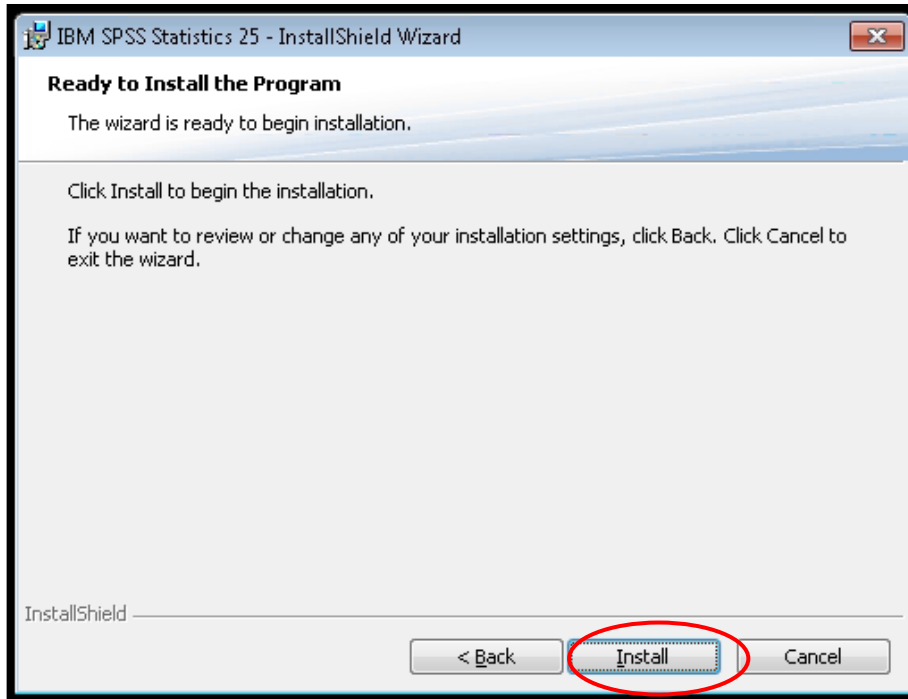 IBM SPSS Statistics 25 - InstallShield Wizard
Ready to Install the Program
The wizard is ready to begin installation.
Click Install to begin the installation.
If you want to review or change any of your installation settings, click Back. Click Cancel to
exit the wizard.
InstallShield
< Back Install Cancel